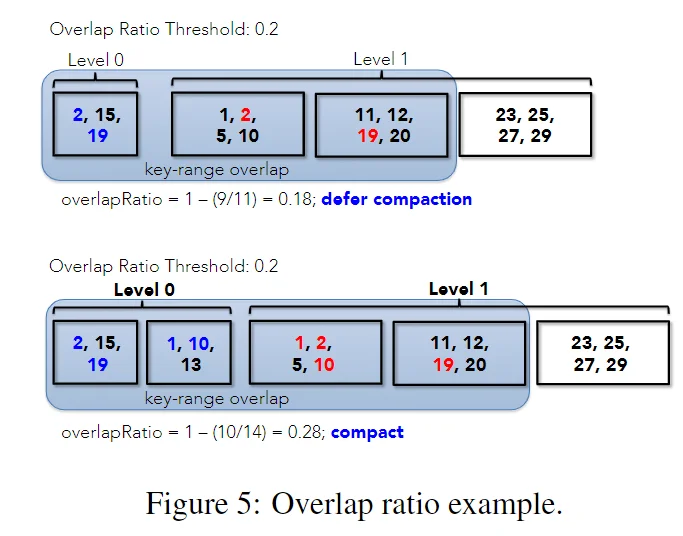 Overlap Ratio Threshold: 0.2
Level 0
Level 1
2, 15,
19
1, 2,
5, 10
11, 12,
19, 20
23, 25,
27, 29
key-range overlap
overlapRatio = 1 – (9/11) = 0.18; defer compaction
Overlap Ratio Threshold: 0.2
Level 0
Level 1
2, 15,
19
1, 10,
13
1, 2,
5, 10
11, 12,
19, 20
23, 25,
27, 29
key-range overlap
overlapRatio = 1 – (10/14) = 0.28; compact
Figure 5: Overlap ratio example.